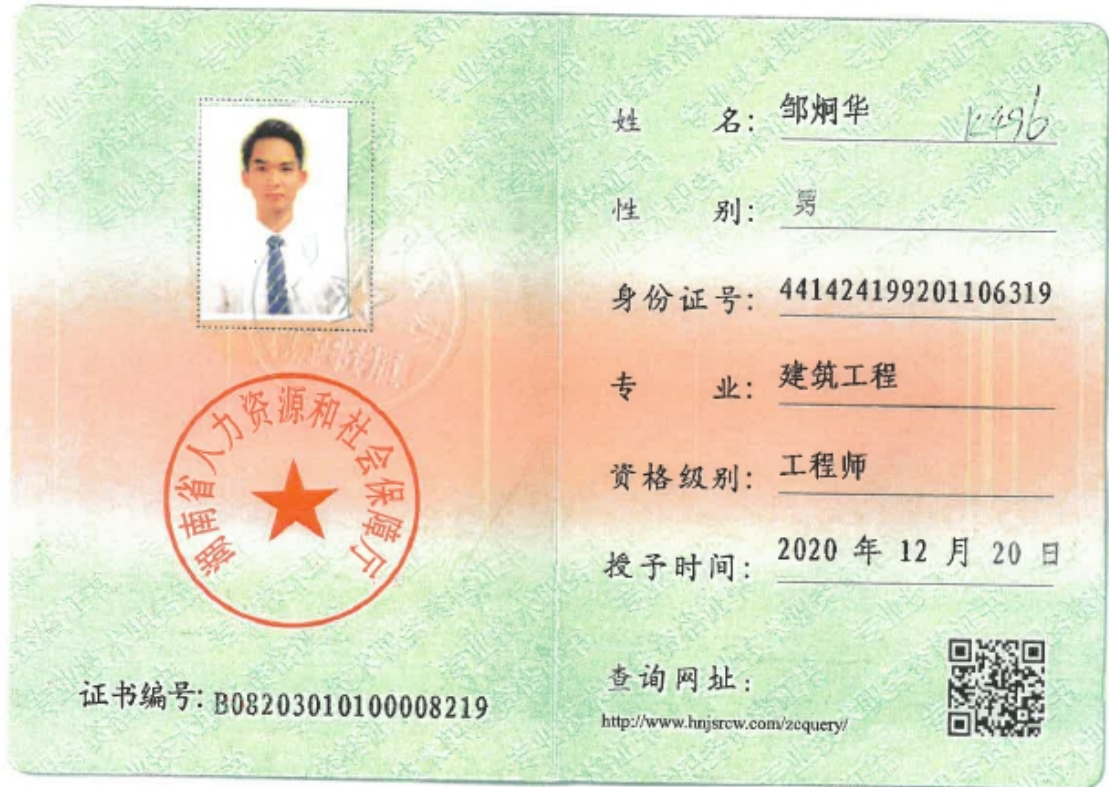 姓 名： 邹炯华
性 别： 男
身份证号： 441424199201106319
专 业： 建筑工程
资格级别： 工程师
授予时间： 2020 年 12 月 20 日
查询网址：
http://www.hnjsrcw.com/zcquery/
湖南省人力资源和社会保障厅
证书编号: B08203010100008219